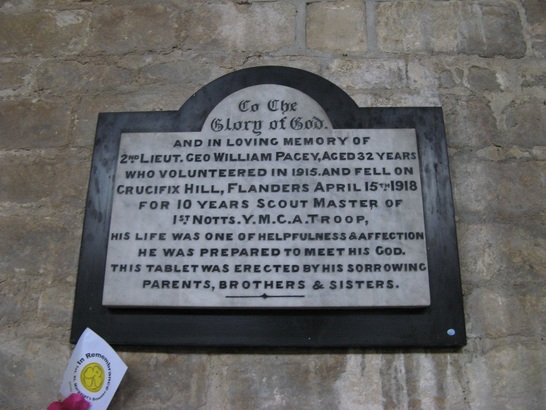 To The
Glory of God.
AND IN LOVING MEMORY OF
2ND LIEUT. GEO WILLIAM PACEY, AGED 32 YEARS
WHO VOLUNTEERED IN 1915. AND FELL ON
CRUCIFIX HILL, FLANDERS APRIL 15TH 1918
FOR 10 YEARS SCOUT MASTER OF
1ST NOTTS. Y.M.C.A. TROOP,
HIS LIFE WAS ONE OF HELPFULNESS & AFFECTION
HE WAS PREPARED TO MEET HIS GOD.
THIS TABLET WAS ERECTED BY HIS SORROWING
PARENTS, BROTHERS & SISTERS.
In Remembrance